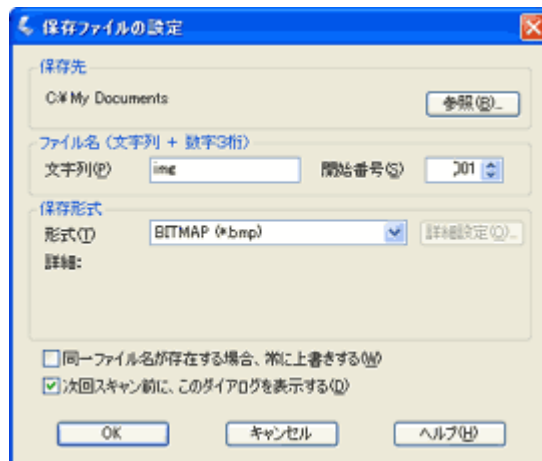 保存ファイルの設定
保存先
C:¥My Documents
参照(B)...
ファイル名(文字列 + 数字3桁)
文字列(P) img 開始番号(S) 001
保存形式
形式(T) BITMAP (*.bmp) 詳細設定(O)...
詳細:
同一ファイル名が存在する場合、常に上書きする(W)
次回スキャン前に、このダイアログを表示する(D)
OK キャンセル ヘルプ(H)